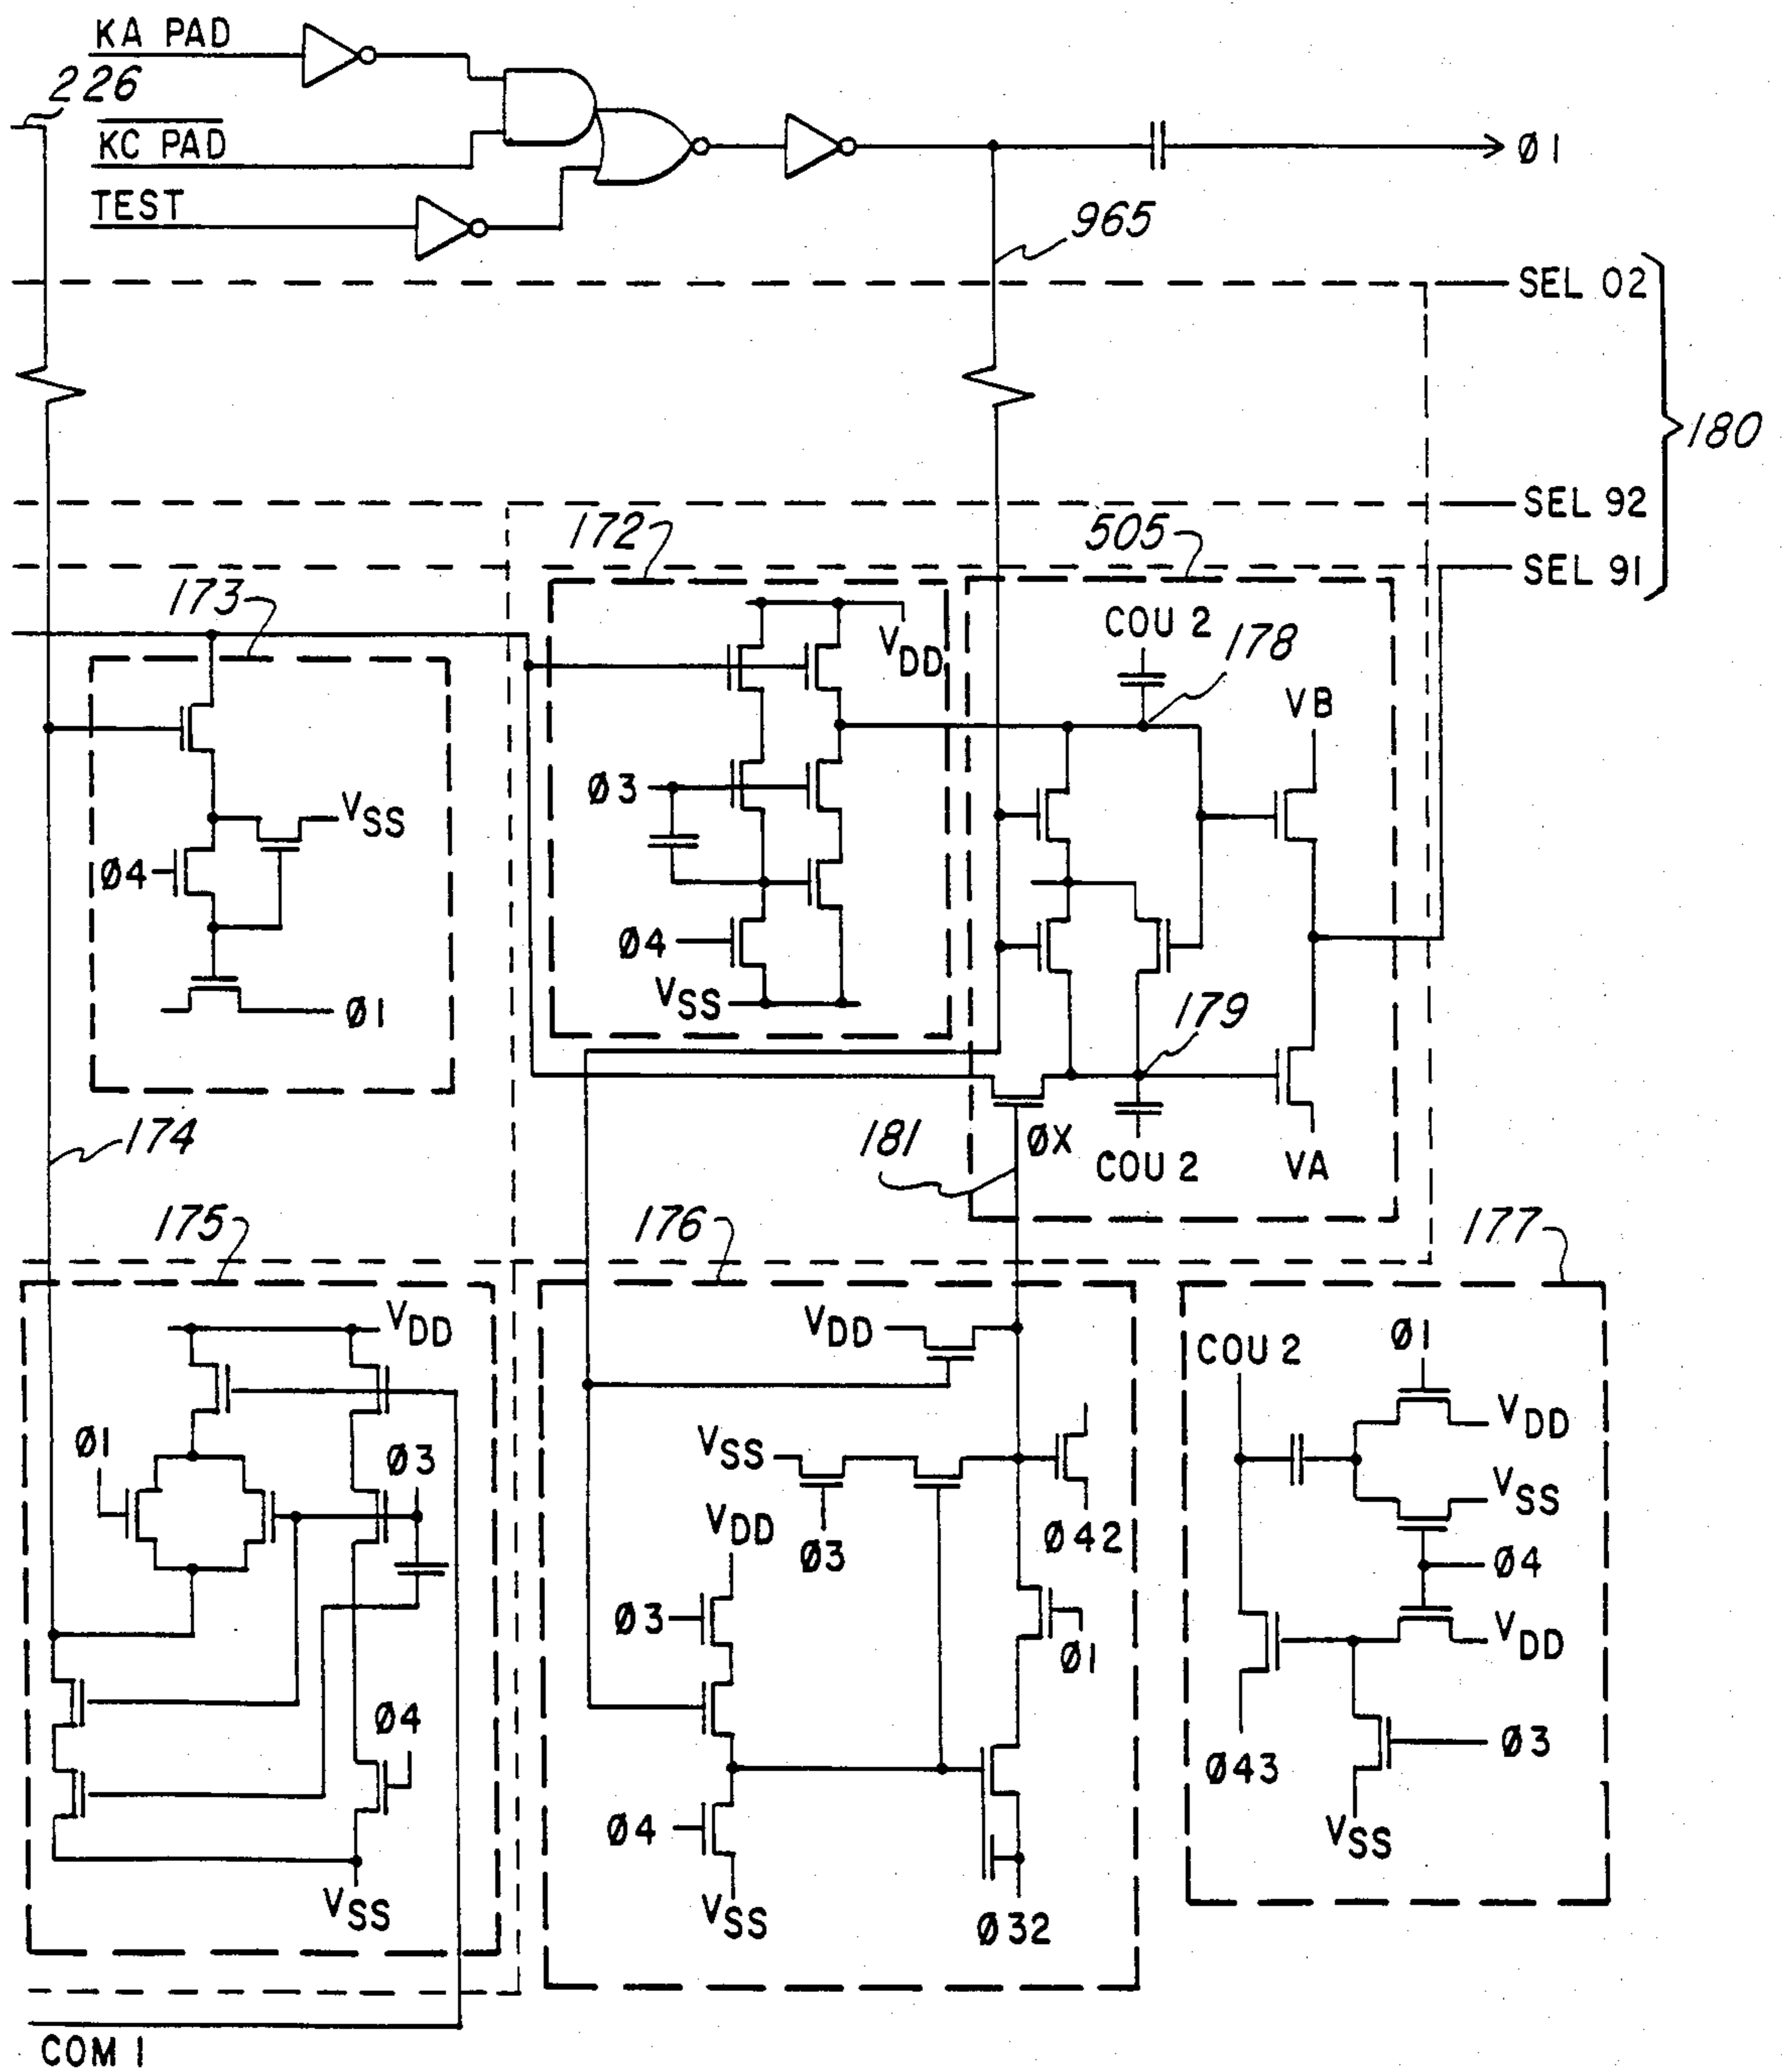 KA PAD
226
KC PAD
TEST
Ø1
965
SEL 02
180
SEL 92
172
505
SEL 91
173
COU 2
178
VDD
VB
Ø3
VSS
Ø4
Ø4
VSS
179
Ø1
174
181
ØX
COU 2
VA
175
176
177
VDD
VDD
COU 2
Ø1
VDD
Ø1
Ø3
VSS
VSS
VDD
Ø3
Ø42
Ø4
Ø3
Ø1
VDD
Ø4
Ø43
Ø3
Ø4
VSS
VSS
VSS
Ø32
COM 1